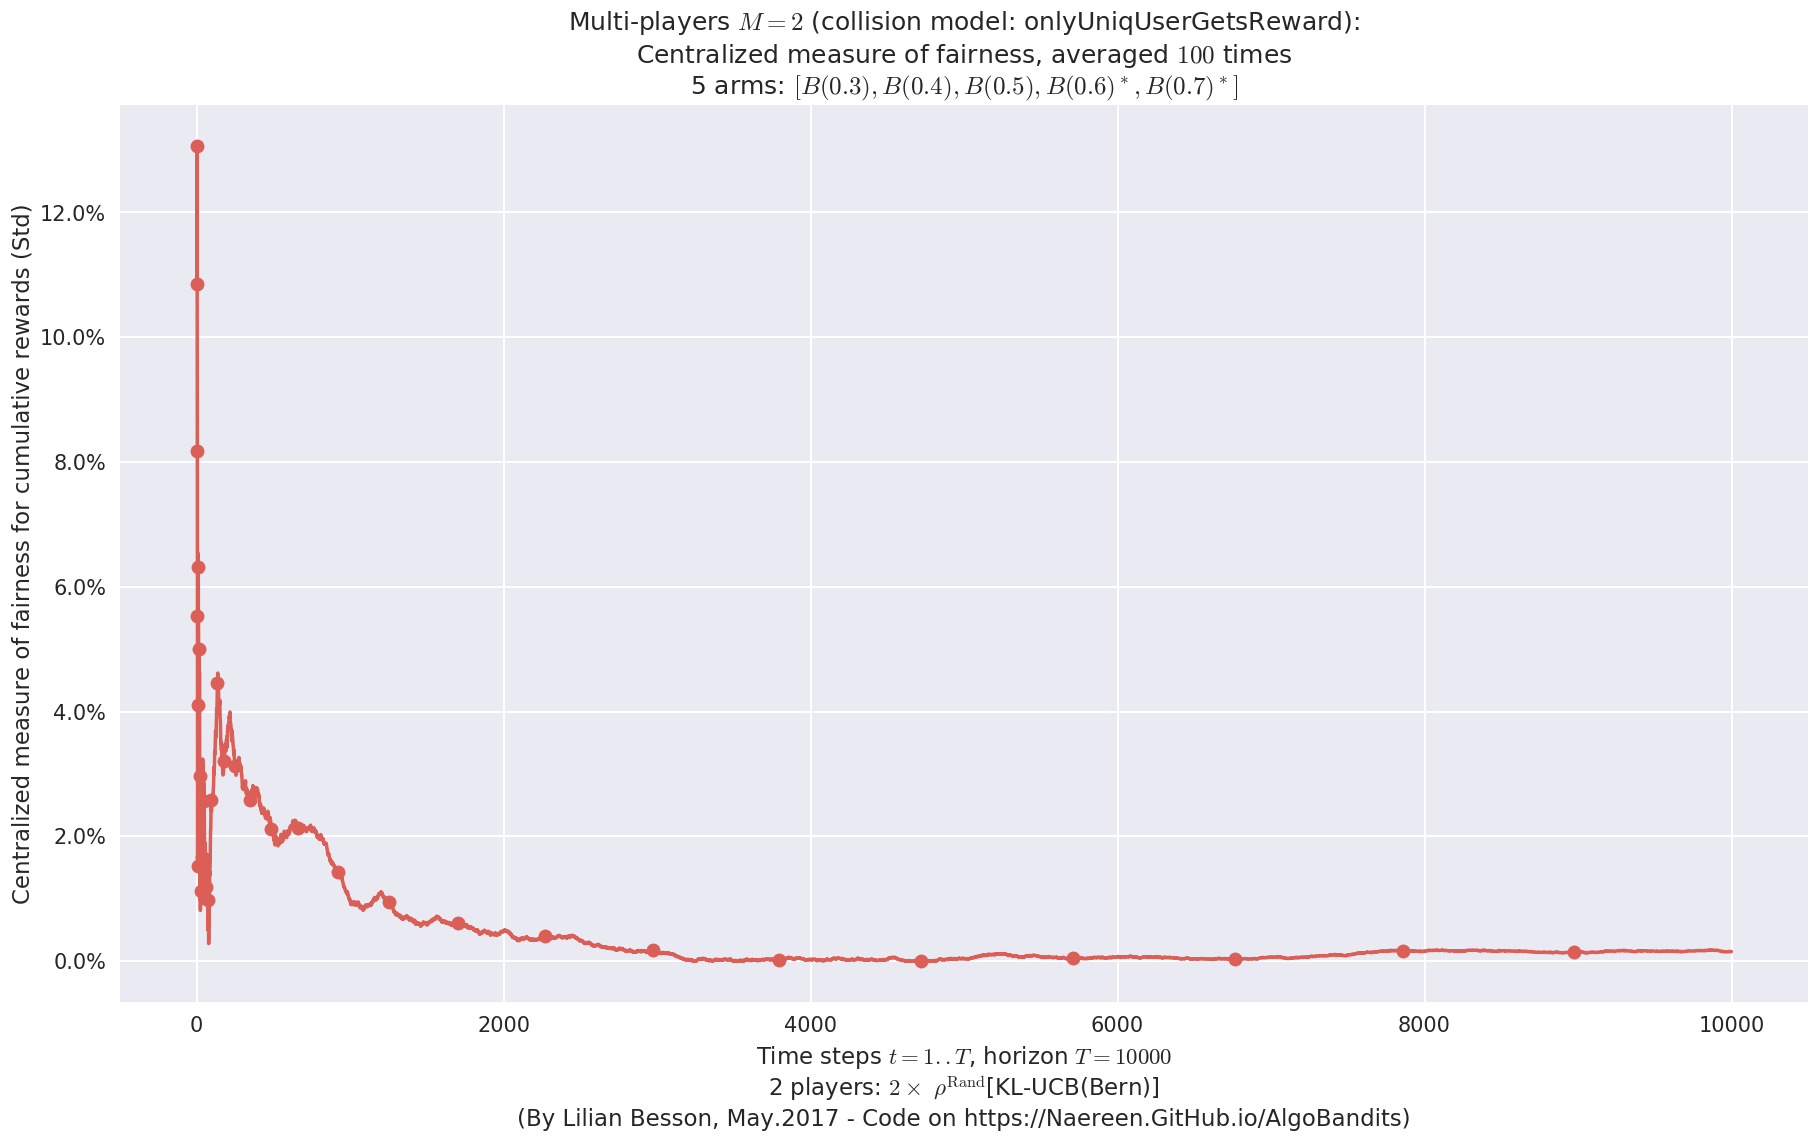 Multi-players M = 2 (collision model: onlyUniqUserGetsReward):
Centralized measure of fairness, averaged 100 times
5 arms: [B(0.3), B(0.4), B(0.5), B(0.6)*, B(0.7)*]
Centralized measure of fairness for cumulative rewards (Std)
12.0%
10.0%
8.0%
6.0%
4.0%
2.0%
0.0%
0 2000 4000 6000 8000 10000
Time steps t = 1..T, horizon T = 10000
2 players: 2 × ρ^Rand[KL-UCB(Bern)]
(By Lilian Besson, May.2017 - Code on https://Naereen.GitHub.io/AlgoBandits)